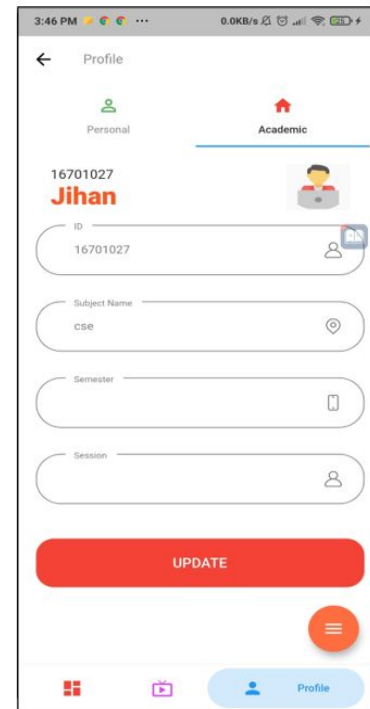 3:46 PM ··· 0.0KB/s
Profile
Personal Academic
16701027
Jihan
ID
16701027
Subject Name
cse
Semester
Session
UPDATE
Profile